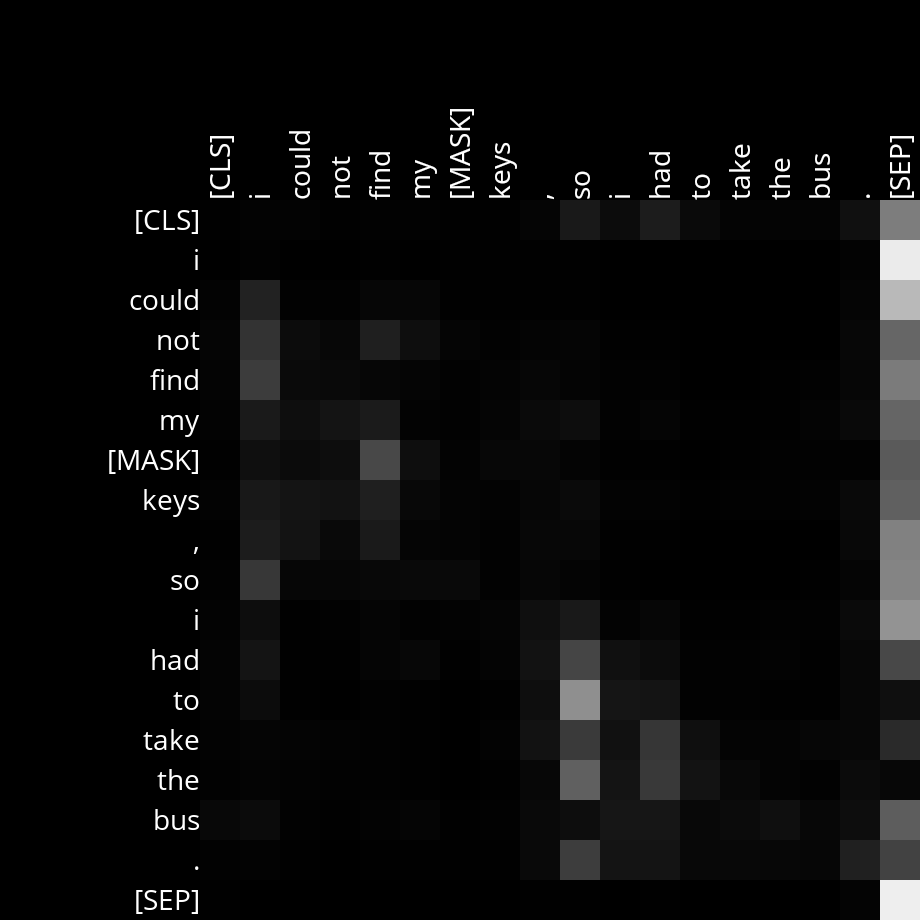 [CLS] i could not find my [MASK] keys , so i had to take the bus . [SEP]
[CLS]
i
could
not
find
my
[MASK]
keys
,
so
i
had
to
take
the
bus
.
[SEP]